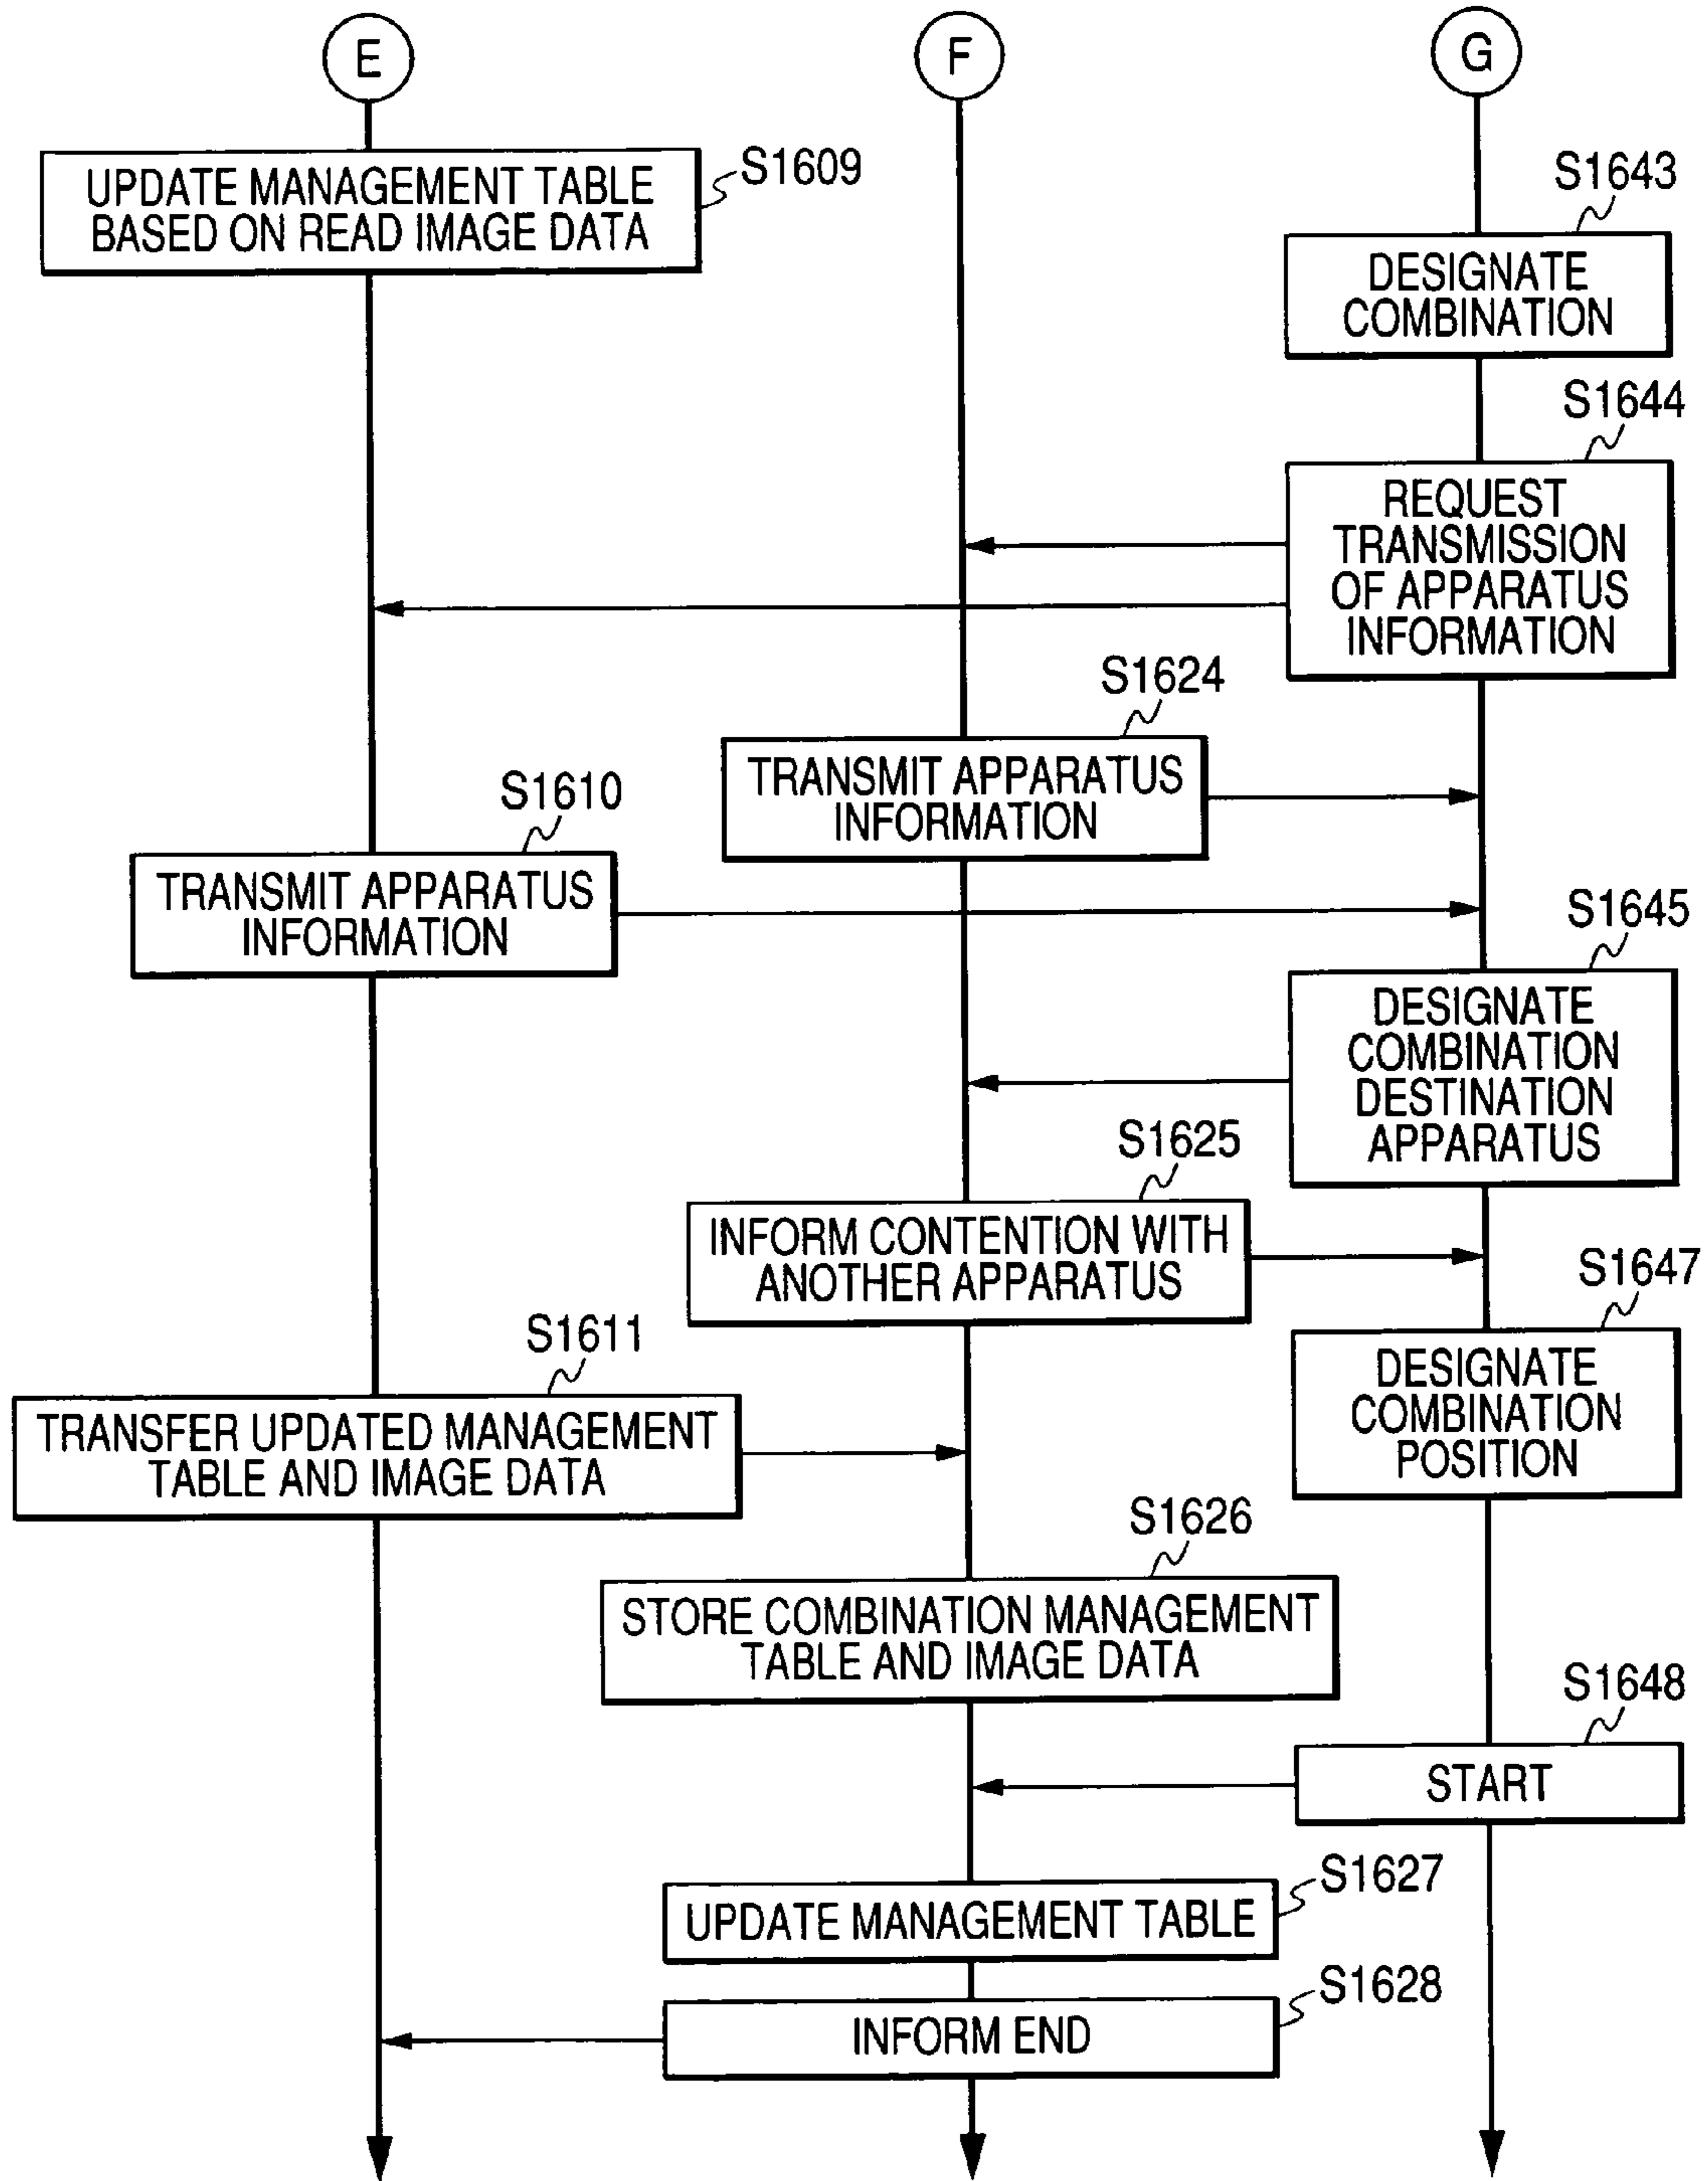 E
F
G
S1609
UPDATE MANAGEMENT TABLE
BASED ON READ IMAGE DATA
S1643
DESIGNATE
COMBINATION
S1644
REQUEST
TRANSMISSION
OF APPARATUS
INFORMATION
S1624
TRANSMIT APPARATUS
INFORMATION
S1610
TRANSMIT APPARATUS
INFORMATION
S1645
DESIGNATE
COMBINATION
DESTINATION
APPARATUS
S1625
INFORM CONTENTION WITH
ANOTHER APPARATUS
S1647
DESIGNATE
COMBINATION
POSITION
S1611
TRANSFER UPDATED MANAGEMENT
TABLE AND IMAGE DATA
S1626
STORE COMBINATION MANAGEMENT
TABLE AND IMAGE DATA
S1648
START
S1627
UPDATE MANAGEMENT TABLE
S1628
INFORM END